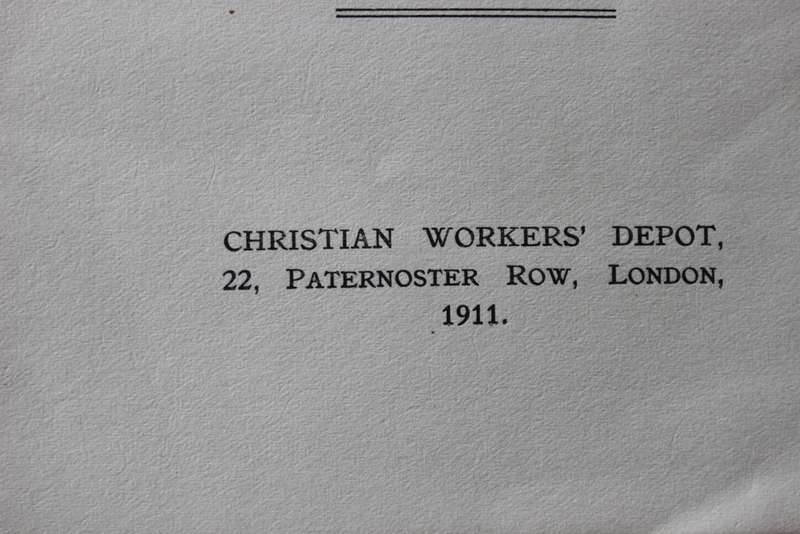 CHRISTIAN WORKERS' DEPOT,
22, PATERNOSTER ROW, LONDON,
1911.